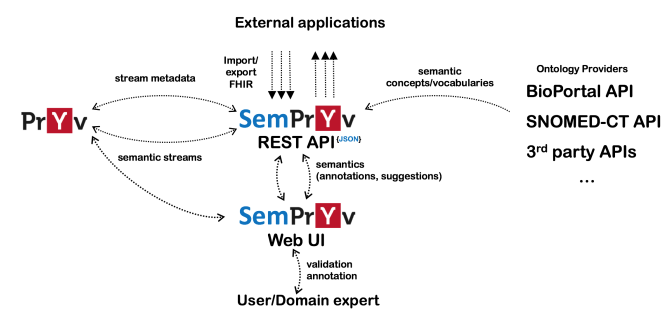 External applications
Import/
export
FHIR
stream metadata
semantic
concepts/vocabularies
Ontology Providers
BioPortal API
SNOMED-CT API
3rd party APIs
...
PrYv
SemPrYv
REST API {JSON}
semantic streams
semantics
(annotations, suggestions)
SemPrYv
Web UI
validation
annotation
User/Domain expert